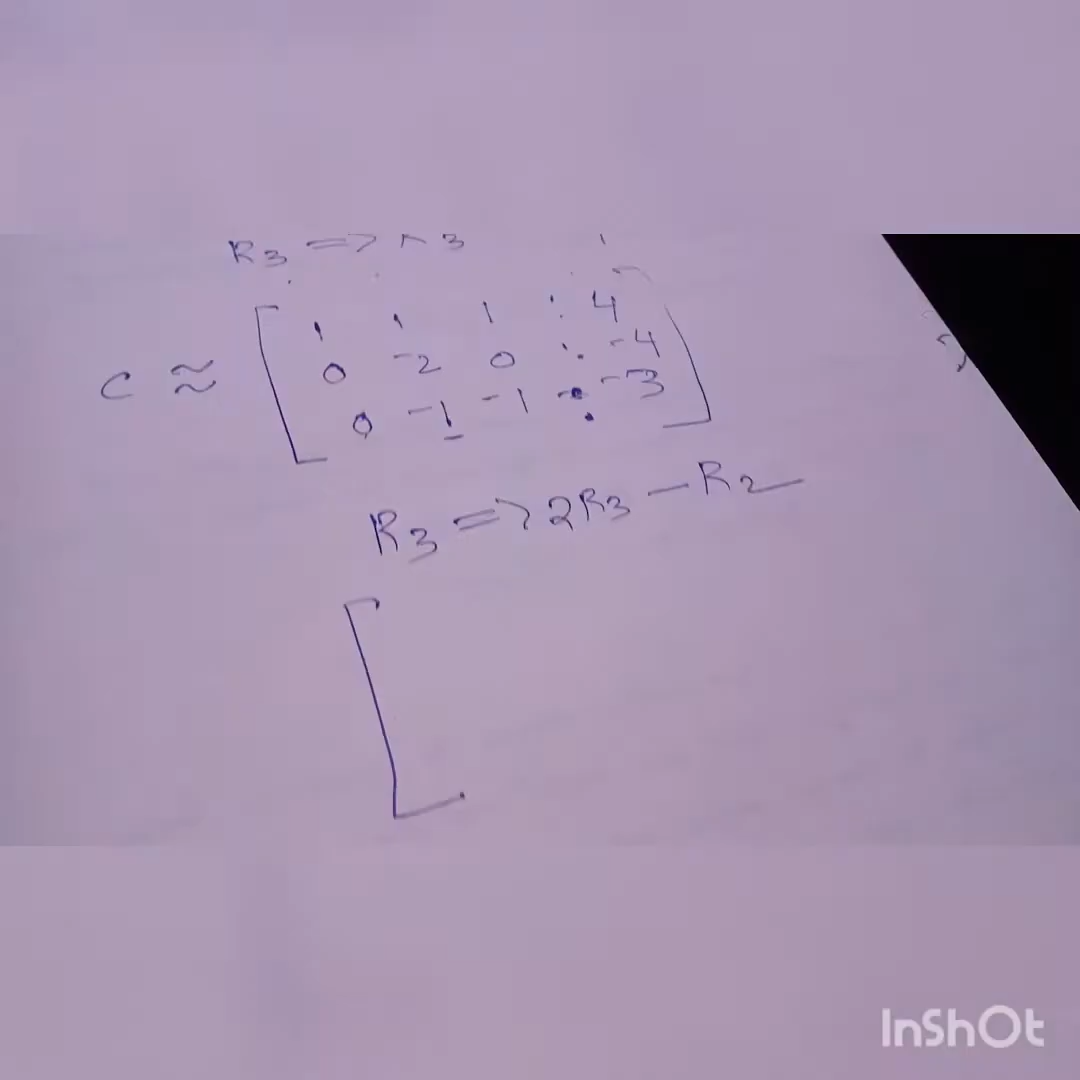 R3 => R3
1 1 1 : 4
C ≈ 0 -2 0 : -4
0 -1 -1 : -3
R3 => 2R3 - R2
[
InShOt